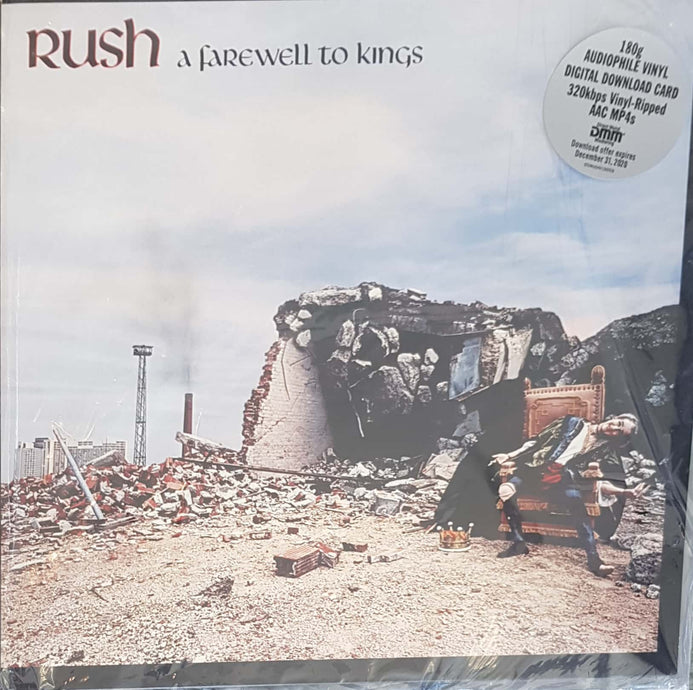 RUSH a farewell to kings
180g
AUDIOPHILE VINYL
DIGITAL DOWNLOAD CARD
320kbps Vinyl-Ripped
AAC MP4s
DMM
Download offer expires
December 31, 2020